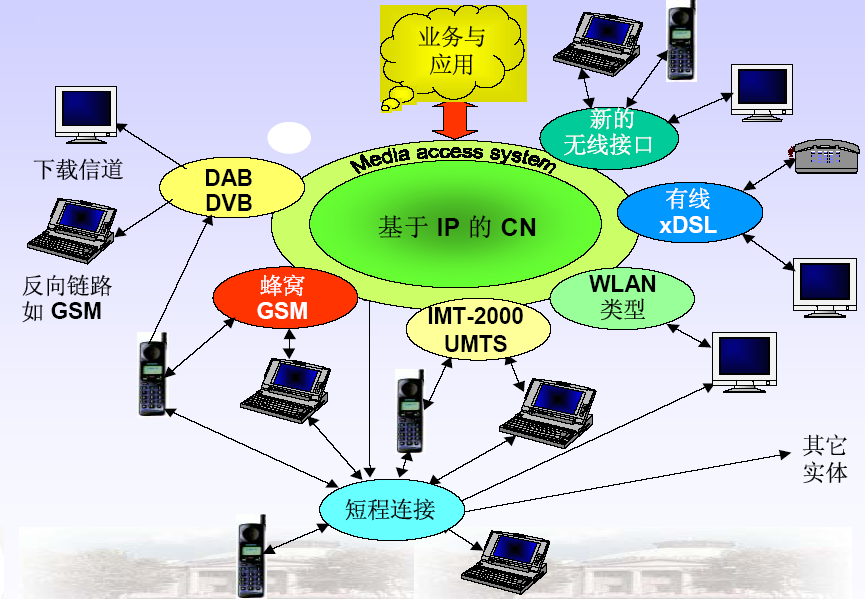 业务与
应用
新的
无线接口
Media access system
下载信道
DAB
DVB
有线
xDSL
基于 IP 的 CN
反向链路
如 GSM
蜂窝
GSM
WLAN
类型
IMT-2000
UMTS
其它
实体
短程连接